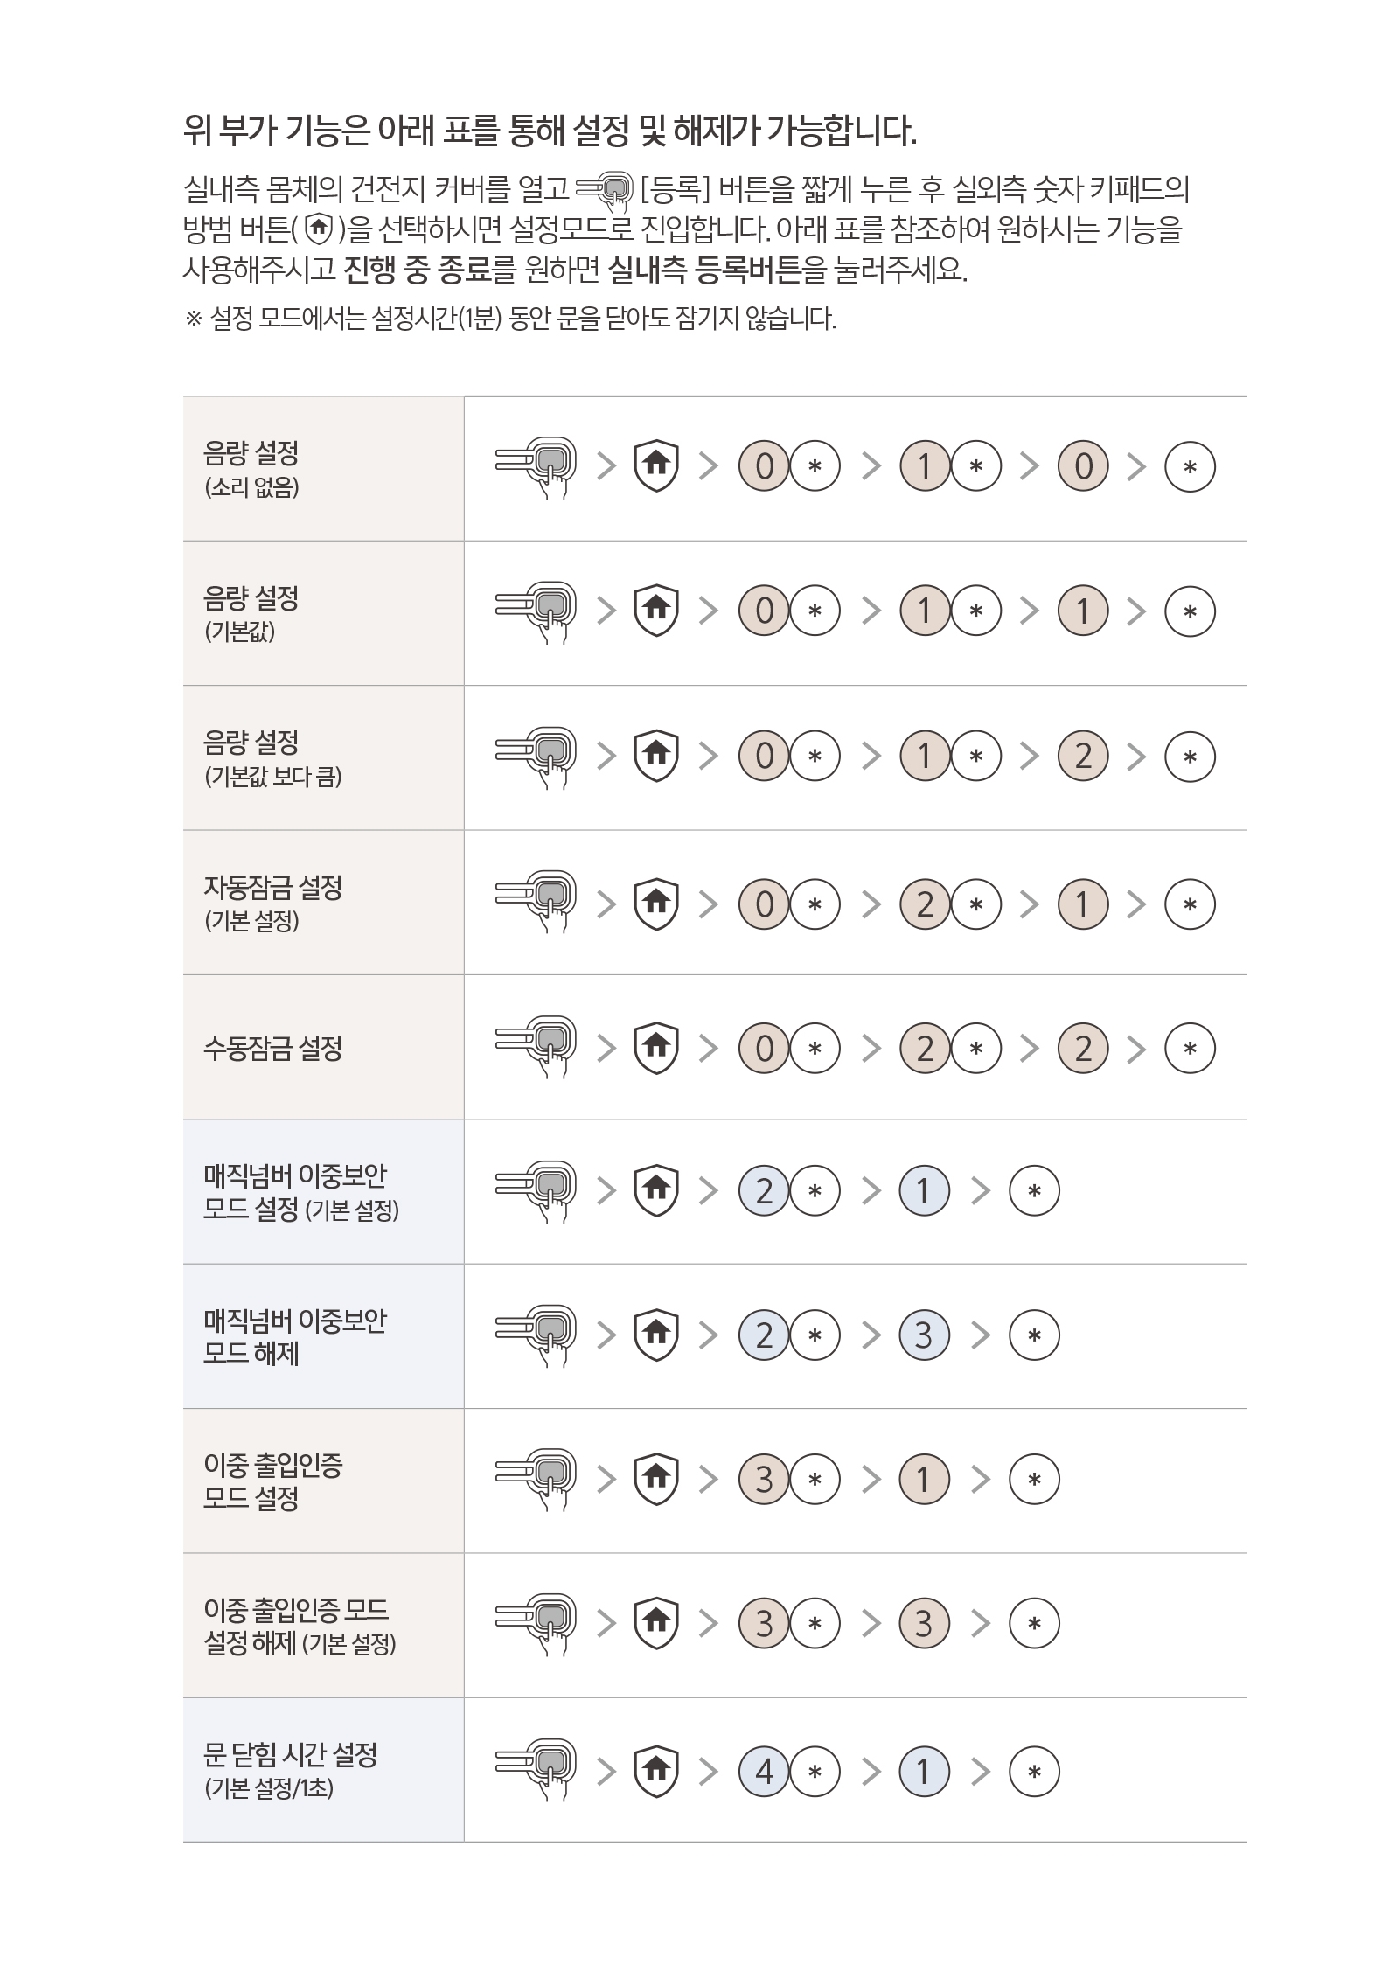 위 부가 기능은 아래 표를 통해 설정 및 해제가 가능합니다.
실내측 몸체의 건전지 커버를 열고 [등록] 버튼을 짧게 누른 후 실외측 숫자 키패드의
방범 버튼( )을 선택하시면 설정모드로 진입합니다. 아래 표를 참조하여 원하시는 기능을
사용해주시고 진행 중 종료를 원하면 실내측 등록버튼을 눌러주세요.
※ 설정 모드에서는 설정시간(1분) 동안 문을 닫아도 잠기지 않습니다.
음량 설정
(소리 없음)
> > 0 * > 1 * > 0 > *
음량 설정
(기본값)
> > 0 * > 1 * > 1 > *
음량 설정
(기본값 보다 큼)
> > 0 * > 1 * > 2 > *
자동잠금 설정
(기본 설정)
> > 0 * > 2 * > 1 > *
수동잠금 설정
> > 0 * > 2 * > 2 > *
매직넘버 이중보안
모드 설정 (기본 설정)
> > 2 * > 1 > *
매직넘버 이중보안
모드 해제
> > 2 * > 3 > *
이중 출입인증
모드 설정
> > 3 * > 1 > *
이중 출입인증 모드
설정 해제 (기본 설정)
> > 3 * > 3 > *
문 닫힘 시간 설정
(기본 설정/1초)
> > 4 * > 1 > *